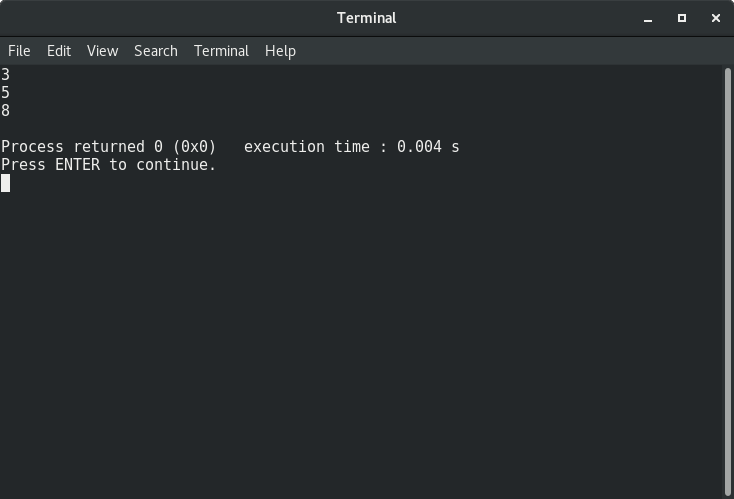 Terminal
File Edit View Search Terminal Help
3
5
8
Process returned 0 (0x0)   execution time : 0.004 s
Press ENTER to continue.